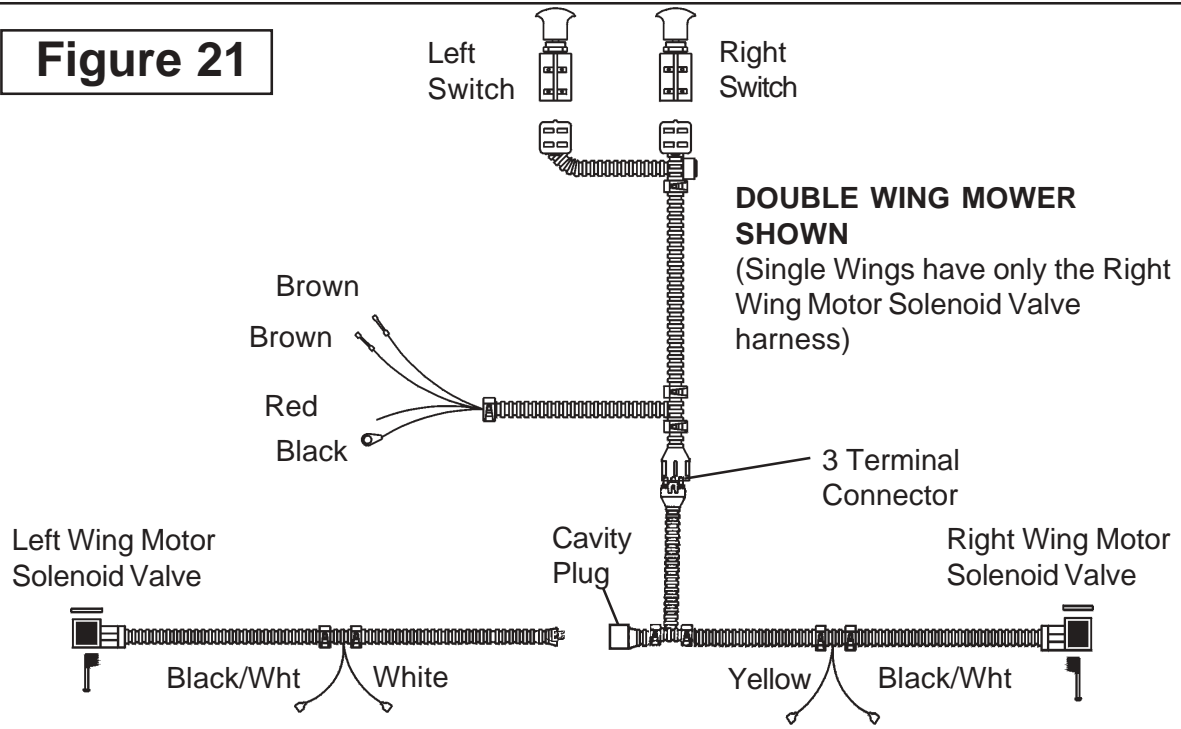 Figure 21
Left
Switch
Right
Switch
DOUBLE WING MOWER
SHOWN
(Single Wings have only the Right
Wing Motor Solenoid Valve
harness)
Brown
Brown
Red
Black
3 Terminal
Connector
Left Wing Motor
Solenoid Valve
Cavity
Plug
Right Wing Motor
Solenoid Valve
Black/Wht
White
Yellow
Black/Wht